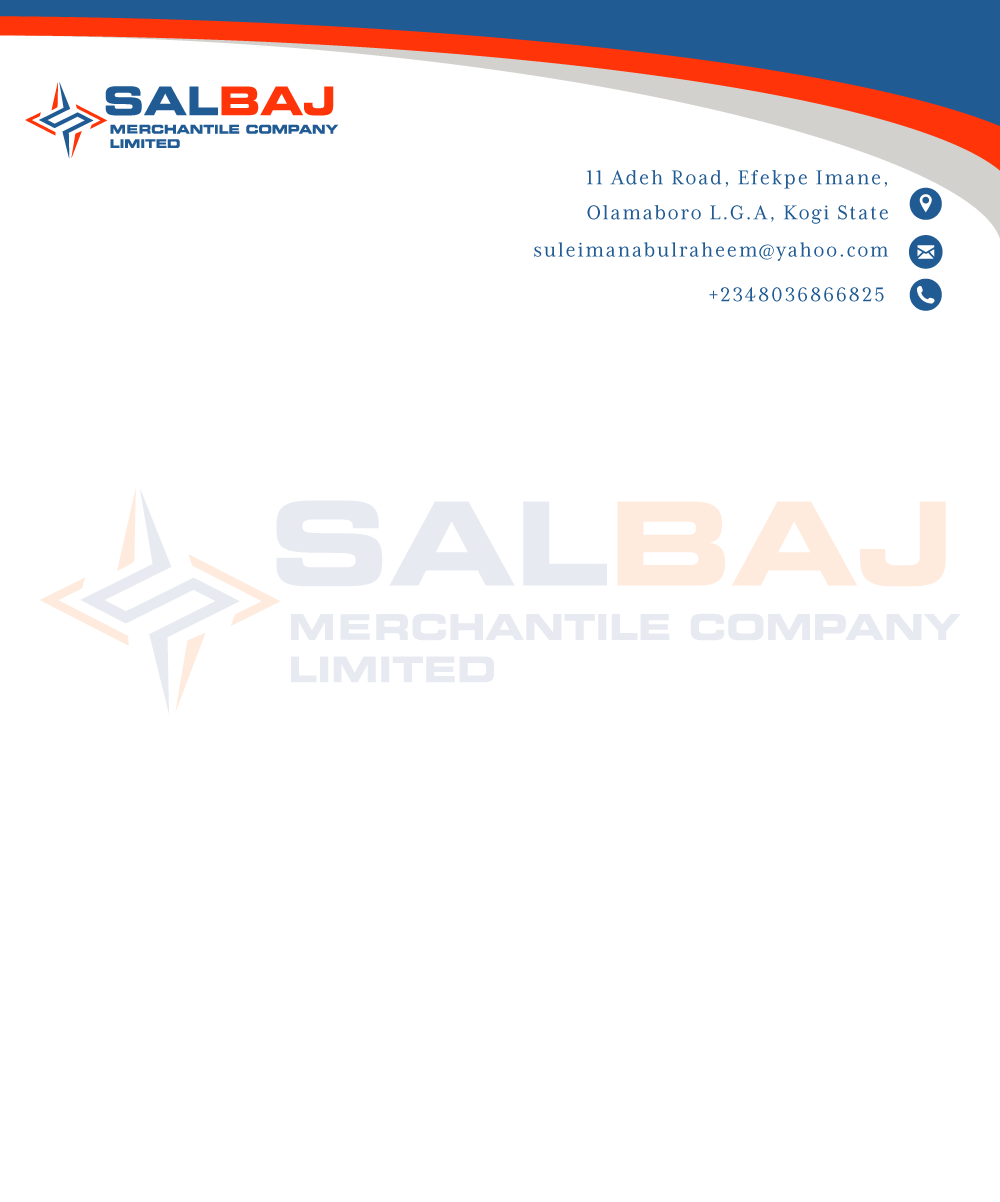 SALBAJ
MERCHANTILE COMPANY
LIMITED
11 Adeh Road, Efekpe Imane,
Olamaboro L.G.A, Kogi State
suleimanabulraheem@yahoo.com
+2348036866825
SALBAJ
MERCHANTILE COMPANY
LIMITED